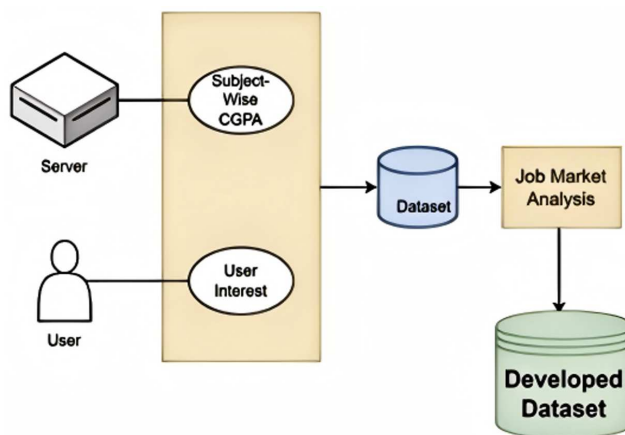 Subject-
Wise
CGPA
Server
Dataset
Job Market
Analysis
User
Interest
User
Developed
Dataset